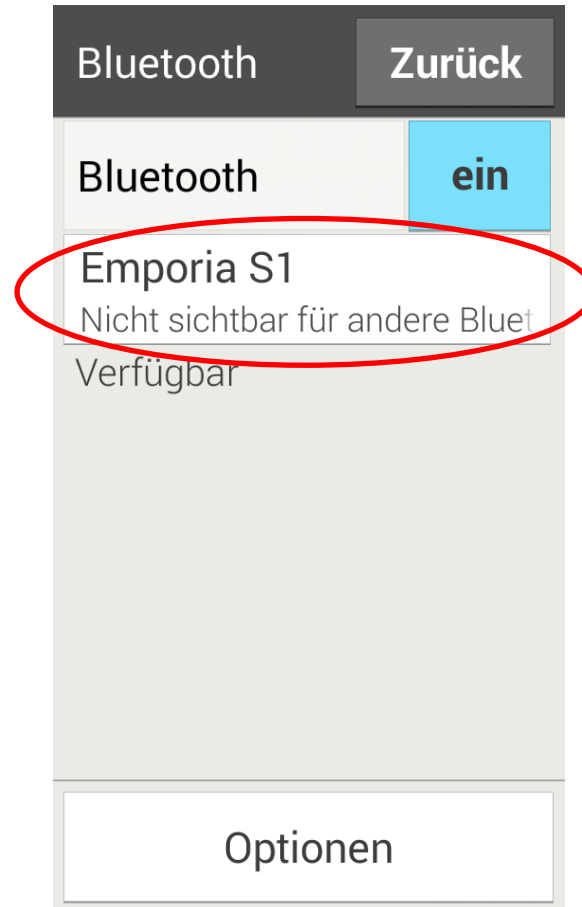 Bluetooth Zurück
Bluetooth ein
Emporia S1
Nicht sichtbar für andere Bluet
Verfügbar
Optionen